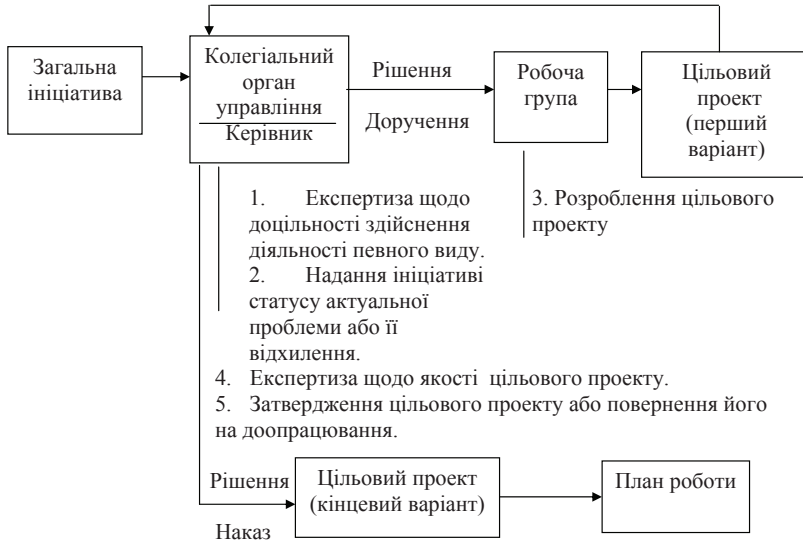 Загальна
ініціатива
Колегіальний
орган
управління
Керівник
Рішення
Доручення
Робоча
група
Цільовий
проект
(перший
варіант)
1. Експертиза щодо
доцільності здійснення
діяльності певного виду.
2. Надання ініціативі
статусу актуальної
проблеми або її
відхилення.
3. Розроблення цільового
проекту
4. Експертиза щодо якості цільового проекту.
5. Затвердження цільового проекту або повернення його
на доопрацювання.
Рішення
Наказ
Цільовий проект
(кінцевий варіант)
План роботи